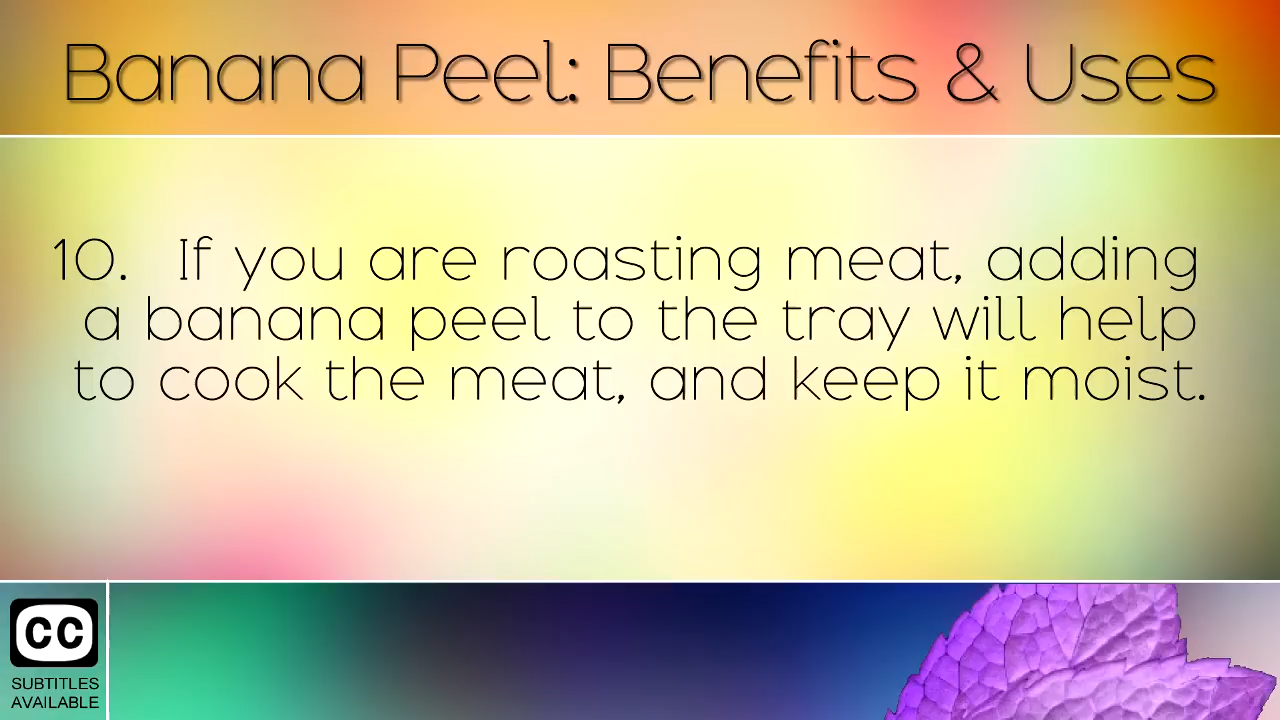 Banana Peel: Benefits & Uses
10. If you are roasting meat, adding
a banana peel to the tray will help
to cook the meat, and keep it moist.
CC
SUBTITLES
AVAILABLE